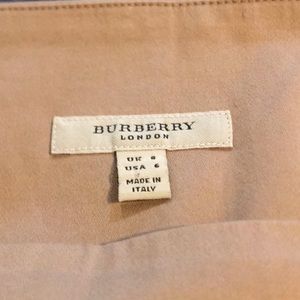 BURBERRY
LONDON
UK 8
USA 6
MADE IN
ITALY